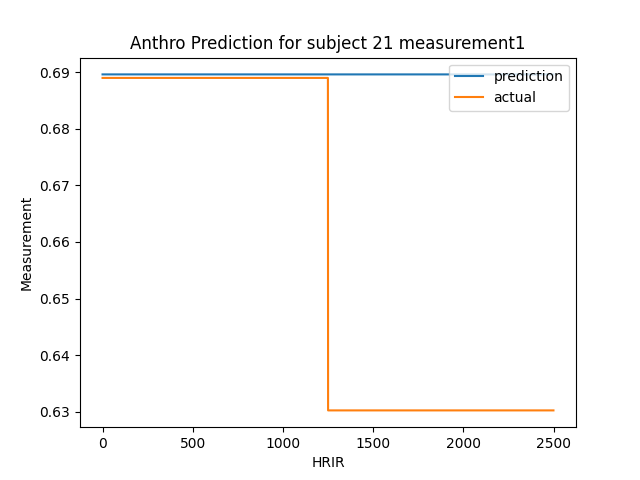 Anthro Prediction for subject 21 measurement1
0.69
0.68
0.67
0.66
0.65
0.64
0.63
Measurement
prediction
actual
0 500 1000 1500 2000 2500
HRIR